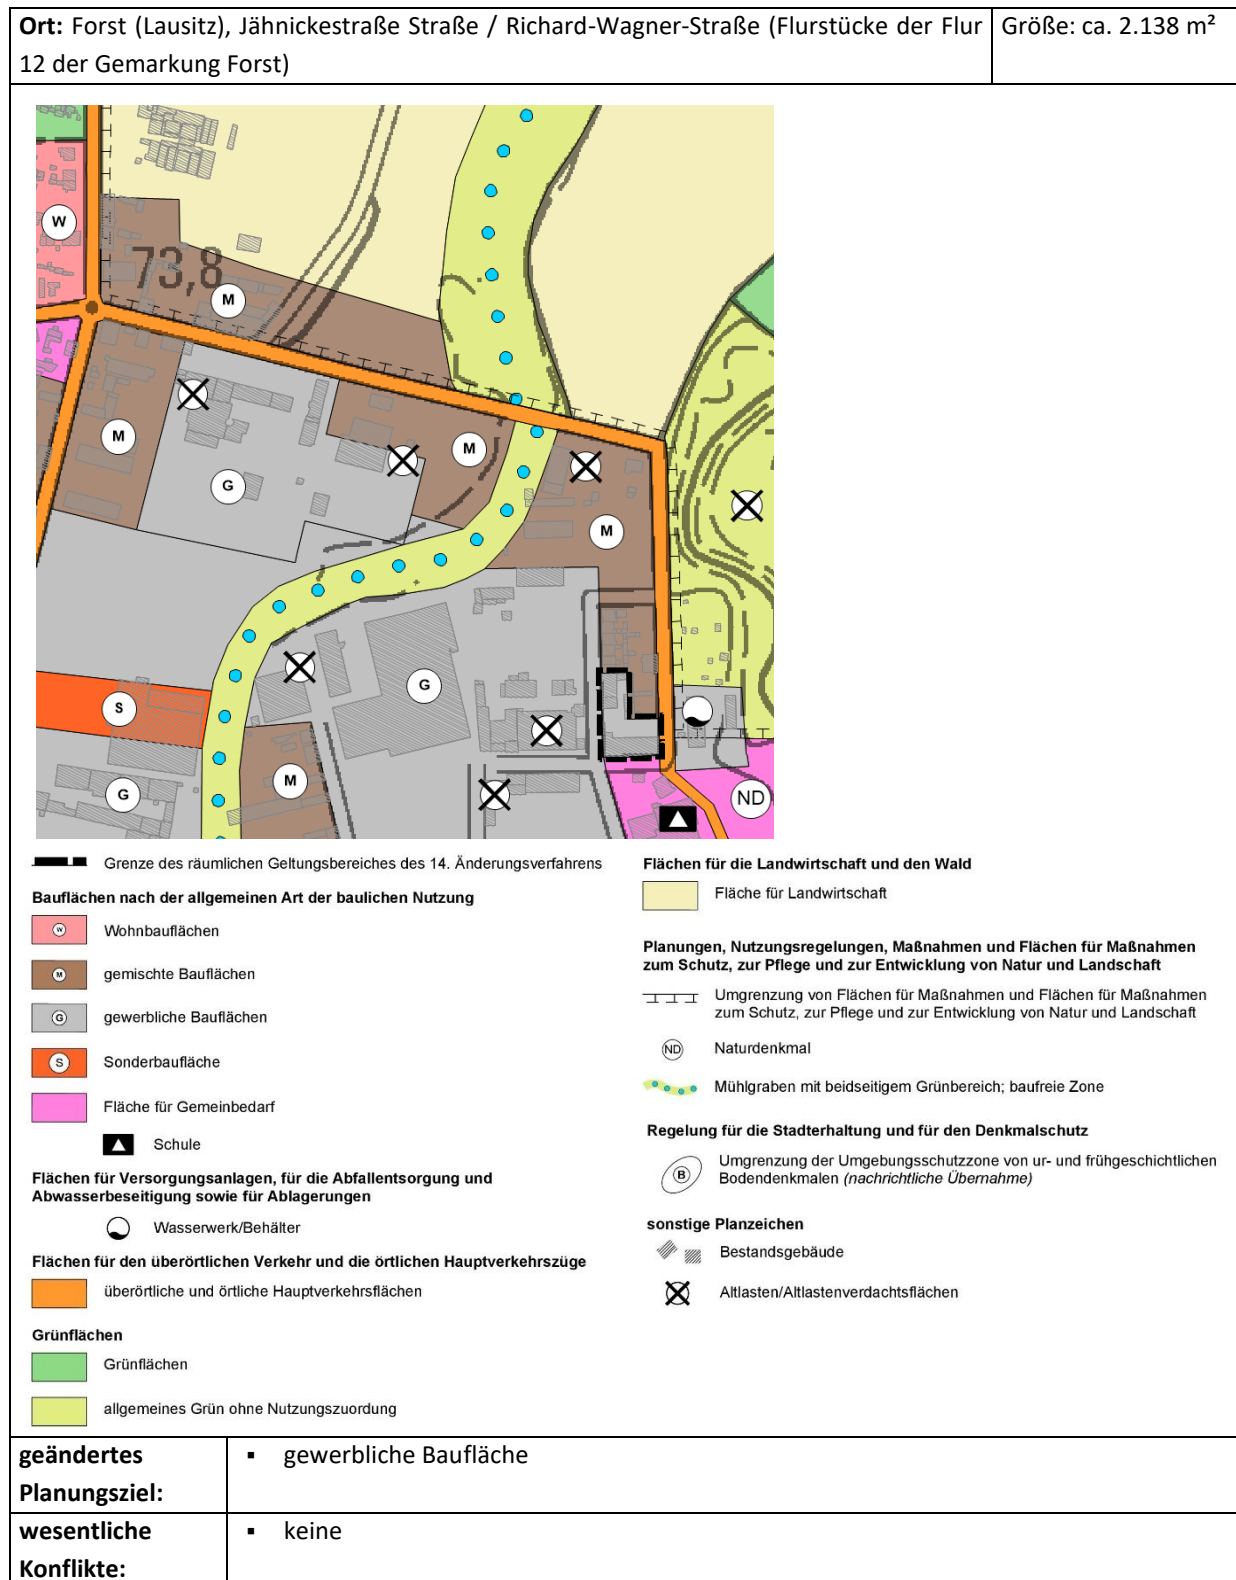 Ort: Forst (Lausitz), Jähnickestraße Straße / Richard-Wagner-Straße (Flurstücke der Flur
12 der Gemarkung Forst)
Größe: ca. 2.138 m²
W
73,8
M
M
G
M
M
G
S
G
M
ND
Grenze des räumlichen Geltungsbereiches des 14. Änderungsverfahrens
Bauflächen nach der allgemeinen Art der baulichen Nutzung
W
Wohnbauflächen
M
gemischte Bauflächen
G
gewerbliche Bauflächen
S
Sonderbaufläche
Fläche für Gemeinbedarf
Schule
Flächen für Versorgungsanlagen, für die Abfallentsorgung und
Abwasserbeseitigung sowie für Ablagerungen
Wasserwerk/Behälter
Flächen für den überörtlichen Verkehr und die örtlichen Hauptverkehrszüge
überörtliche und örtliche Hauptverkehrsflächen
Grünflächen
Grünflächen
allgemeines Grün ohne Nutzungszuordung
Flächen für die Landwirtschaft und den Wald
Fläche für Landwirtschaft
Planungen, Nutzungsregelungen, Maßnahmen und Flächen für Maßnahmen
zum Schutz, zur Pflege und zur Entwicklung von Natur und Landschaft
Umgrenzung von Flächen für Maßnahmen und Flächen für Maßnahmen
zum Schutz, zur Pflege und zur Entwicklung von Natur und Landschaft
ND
Naturdenkmal
Mühlgraben mit beidseitigem Grünbereich; baufreie Zone
Regelung für die Stadterhaltung und für den Denkmalschutz
B
Umgrenzung der Umgebungsschutzzone von ur- und frühgeschichtlichen
Bodendenkmalen (nachrichtliche Übernahme)
sonstige Planzeichen
Bestandsgebäude
Altlasten/Altlastenverdachtsflächen
geändertes
Planungsziel:
▪ gewerbliche Baufläche
wesentliche
Konflikte:
▪ keine